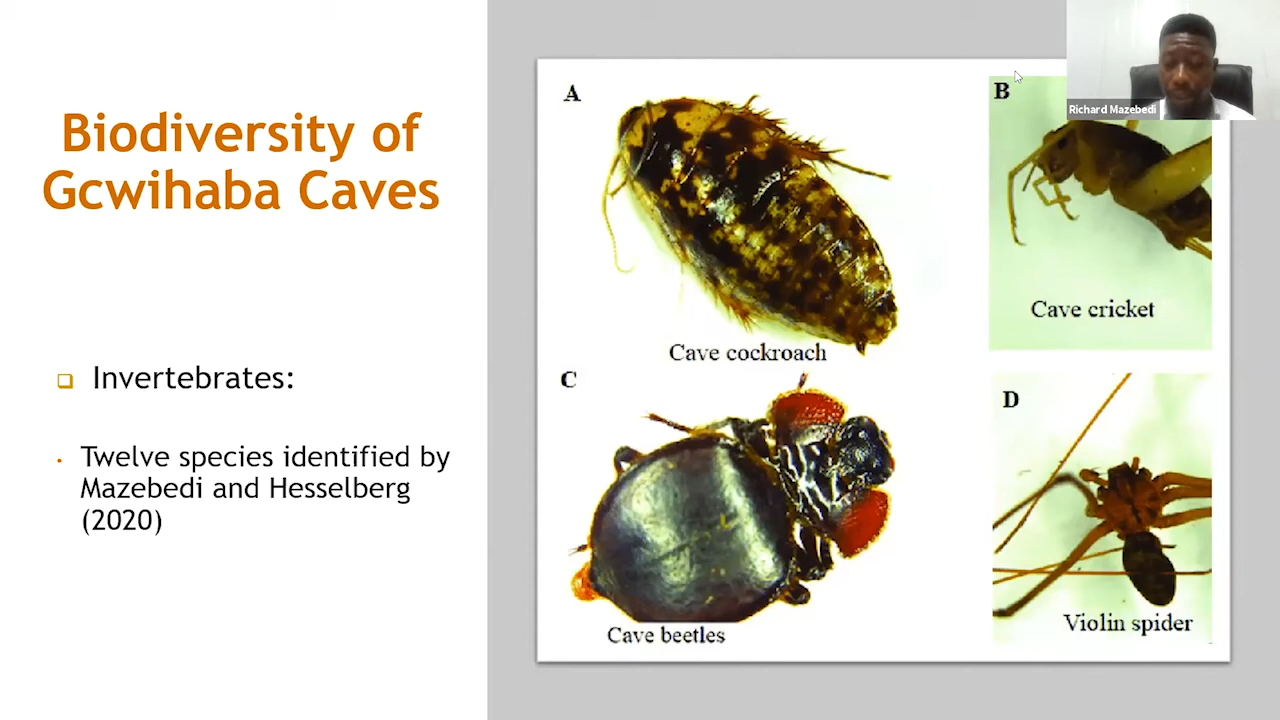 Biodiversity of
Gcwihaba Caves
❑ Invertebrates:
• Twelve species identified by
Mazebedi and Hesselberg
(2020)
A
Cave cockroach
B
Cave cricket
C
Cave beetles
D
Violin spider
Richard Mazebedi